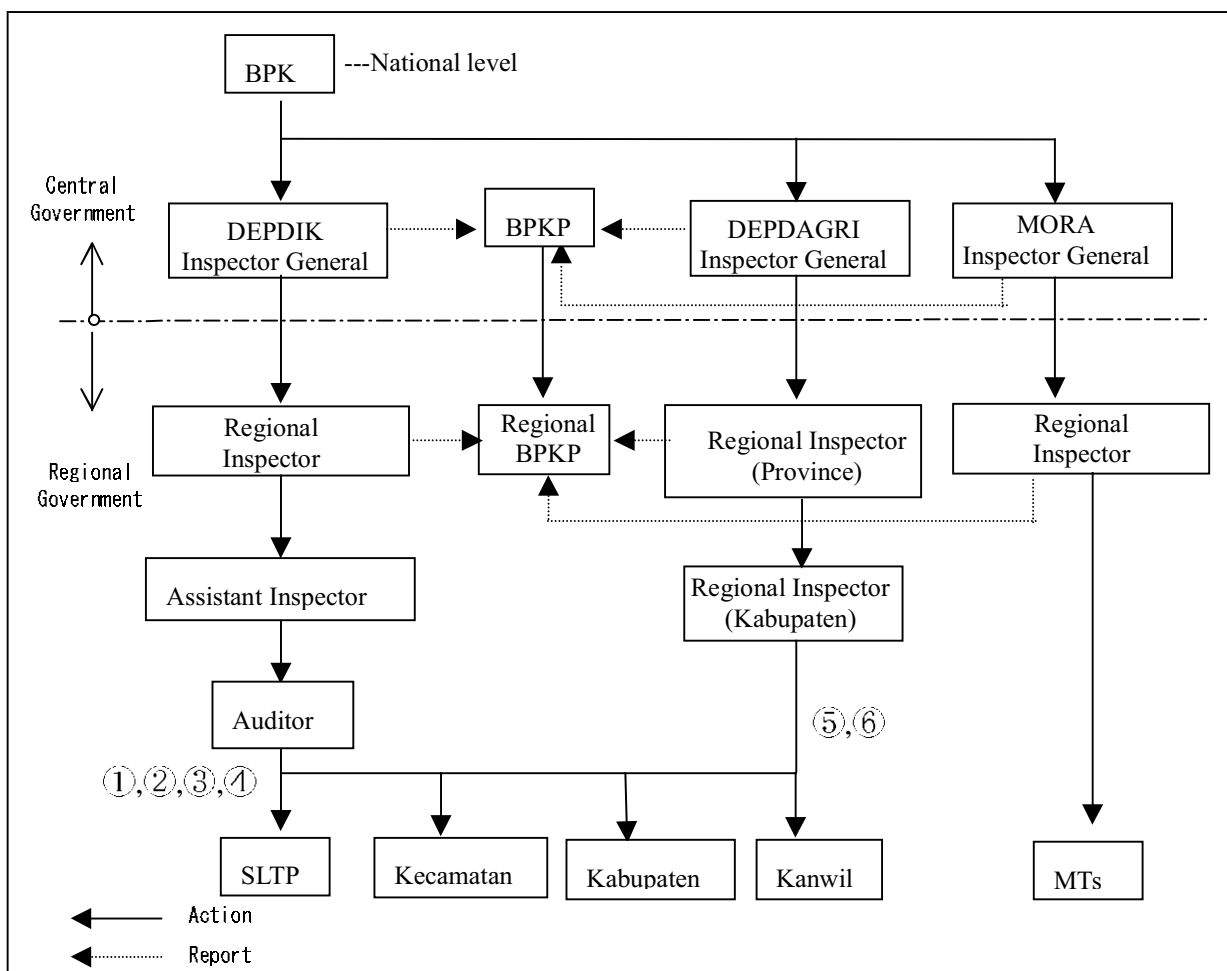 BPK
---National level
Central
Government
DEPDIK
Inspector General
BPKP
DEPDAGRI
Inspector General
MORA
Inspector General
Regional
Government
Regional
Inspector
Regional
BPKP
Regional Inspector
(Province)
Regional
Inspector
Assistant Inspector
Regional Inspector
(Kabupaten)
Auditor
①,②,③,④
⑤,⑥
SLTP
Kecamatan
Kabupaten
Kanwil
MTs
Action
Report